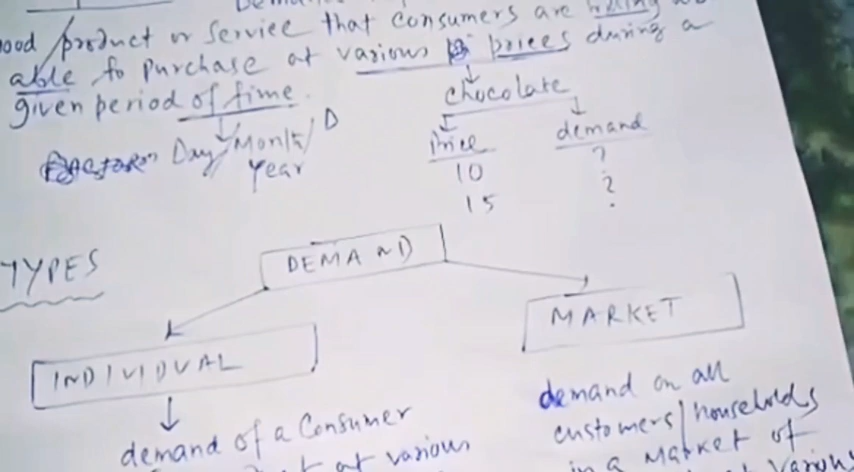 good/product or service that consumers are willing
able to purchase at various prices during a
given period of time.
Day/Month/
Year
D
chocolate
Price demand
10 ?
15 ?
TYPES
DEMAND
INDIVIDUAL
MARKET
demand of a Consumer
at various
demand on all
customers/households
in a Market of
various